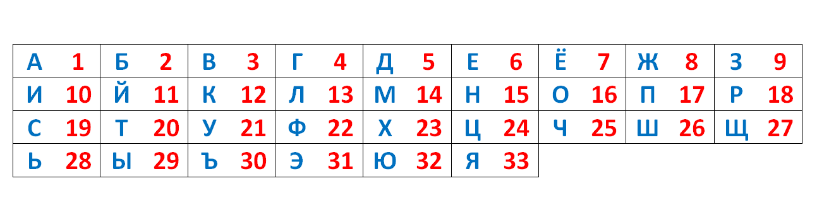 А 1 Б 2 В 3 Г 4 Д 5 Е 6 Ё 7 Ж 8 З 9
И 10 Й 11 К 12 Л 13 М 14 Н 15 О 16 П 17 Р 18
С 19 Т 20 У 21 Ф 22 Х 23 Ц 24 Ч 25 Ш 26 Щ 27
Ь 28 Ы 29 Ъ 30 Э 31 Ю 32 Я 33